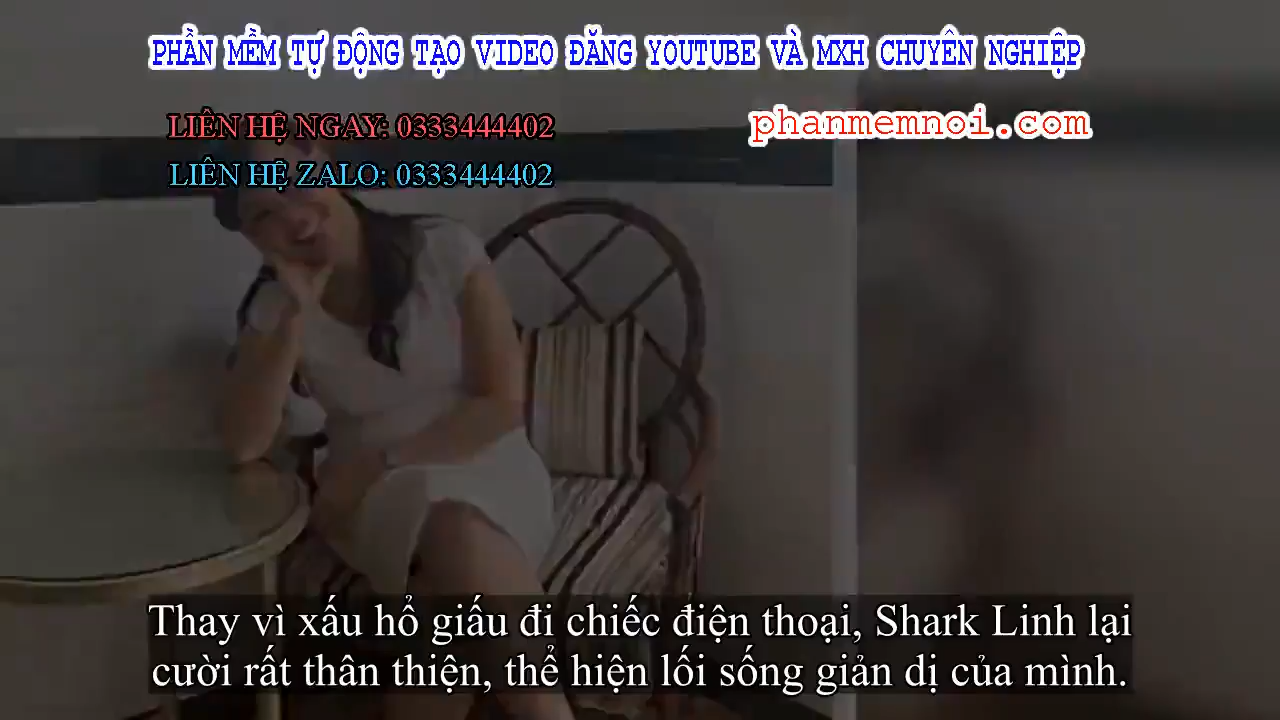 PHẦN MỀM TỰ ĐỘNG TẠO VIDEO ĐĂNG YOUTUBE VÀ MXH CHUYÊN NGHIỆP
LIÊN HỆ NGAY: 0333444402
phanmemnoi.com
LIÊN HỆ ZALO: 0333444402
Thay vì xấu hổ giấu đi chiếc điện thoại, Shark Linh lại
cười rất thân thiện, thể hiện lối sống giản dị của mình.